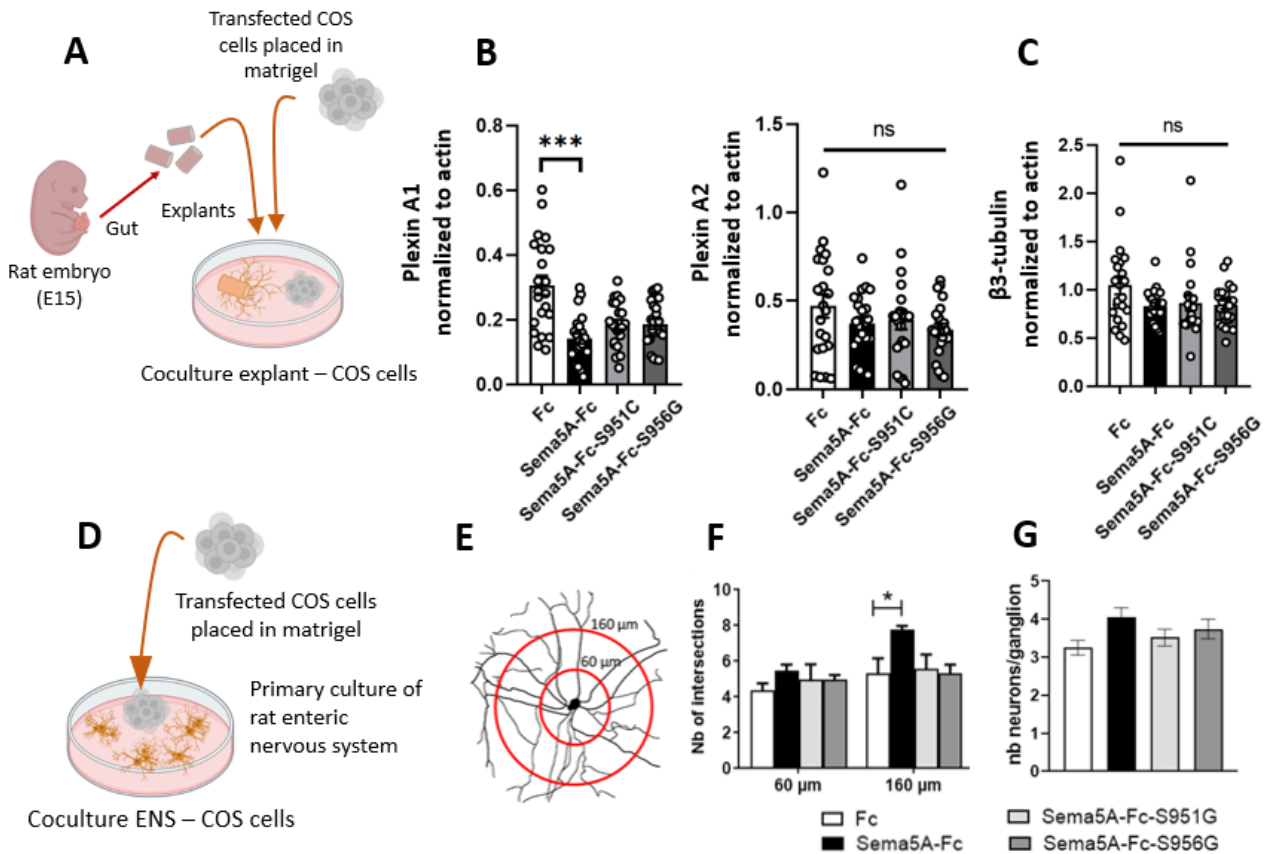 A
Transfected COS
cells placed in
matrigel
Explants
Gut
Rat embryo
(E15)
Coculture explant – COS cells
B
Plexin A1
normalized to actin
0.8
0.6
0.4
0.2
0.0
***
Fc
Sema5A-Fc
Sema5A-Fc-S951C
Sema5A-Fc-S956G
Plexin A2
normalized to actin
1.5
1.0
0.5
0.0
ns
Fc
Sema5A-Fc
Sema5A-Fc-S951C
Sema5A-Fc-S956G
C
β3-tubulin
normalized to actin
2.5
2.0
1.5
1.0
0.5
0.0
ns
Fc
Sema5A-Fc
Sema5A-Fc-S951C
Sema5A-Fc-S956G
D
Transfected COS cells
placed in matrigel
Primary culture of
rat enteric
nervous system
Coculture ENS – COS cells
E
160 µm
60 µm
F
Nb of intersections
10
8
6
4
2
0
*
60 µm
160 µm
G
nb neurons/ganglion
5
4
3
2
1
0
Fc
Sema5A-Fc
Sema5A-Fc-S951G
Sema5A-Fc-S956G